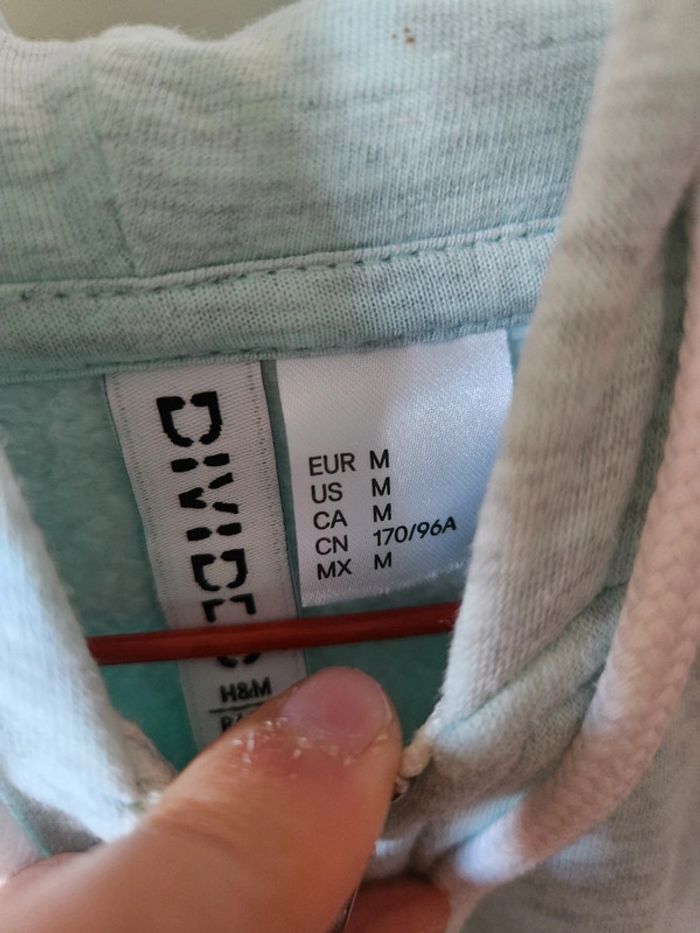 DIVIDED
H&M
EUR M
US M
CA M
CN 170/96A
MX M